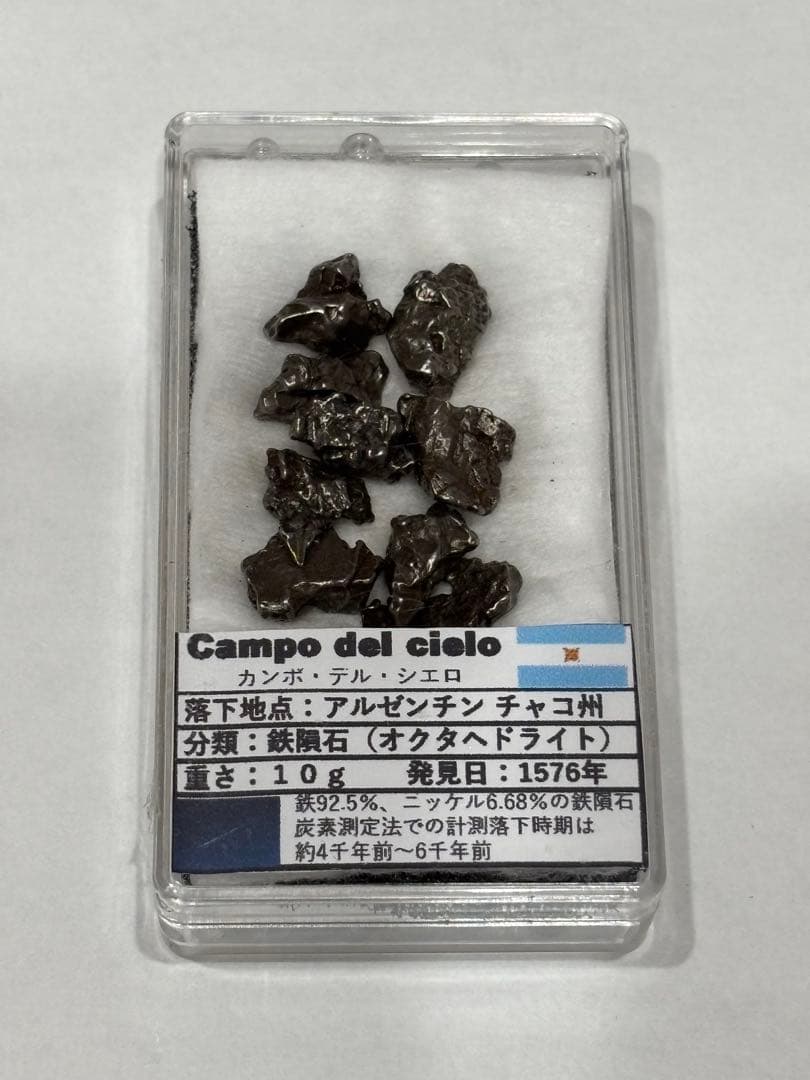 Campo del cielo
カンポ・デル・シエロ
落下地点：アルゼンチン チャコ州
分類：鉄隕石（オクタヘドライト）
重さ：１０ｇ 発見日：1576年
鉄92.5%、ニッケル6.68%の鉄隕石
炭素測定法での計測落下時期は
約4千年前～6千年前